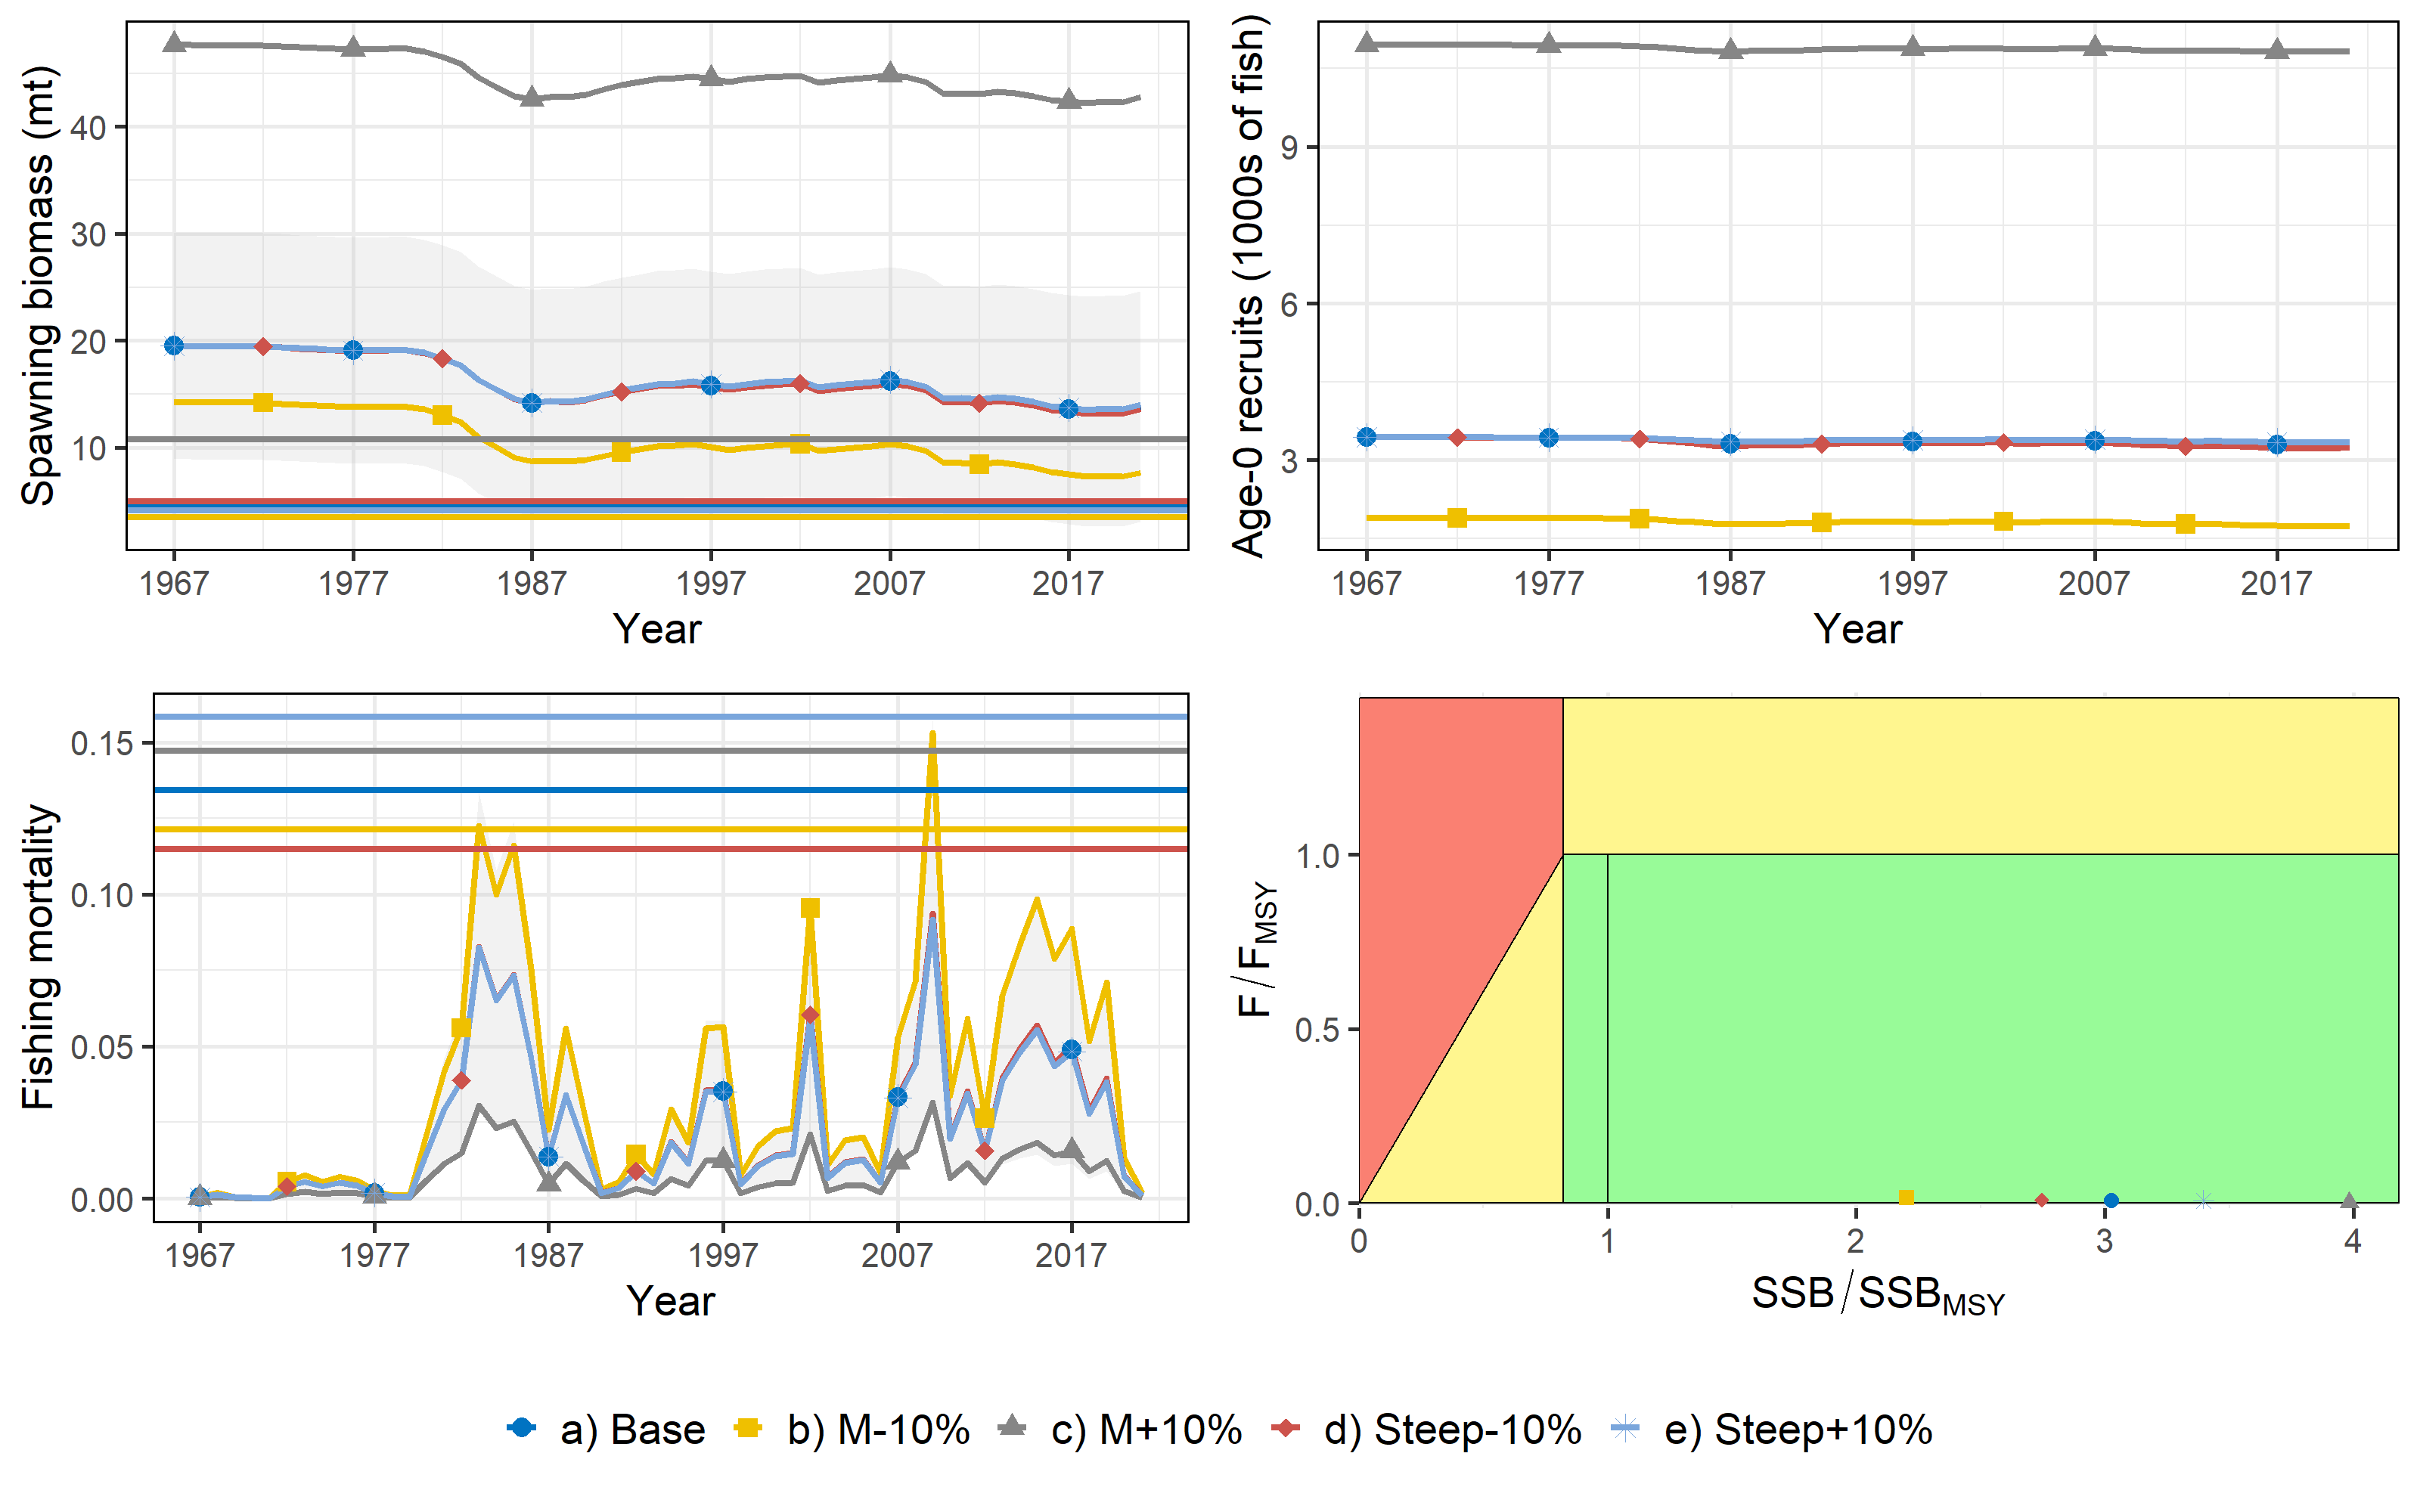 Spawning biomass (mt)
40
30
20
10
1967 1977 1987 1997 2007 2017
Year
Age-0 recruits (1000s of fish)
9
6
3
1967 1977 1987 1997 2007 2017
Year
Fishing mortality
0.15
0.10
0.05
0.00
1967 1977 1987 1997 2007 2017
Year
F/FMSY
1.0
0.5
0.0
0 1 2 3 4
SSB/SSBMSY
a) Base b) M-10% c) M+10% d) Steep-10% e) Steep+10%